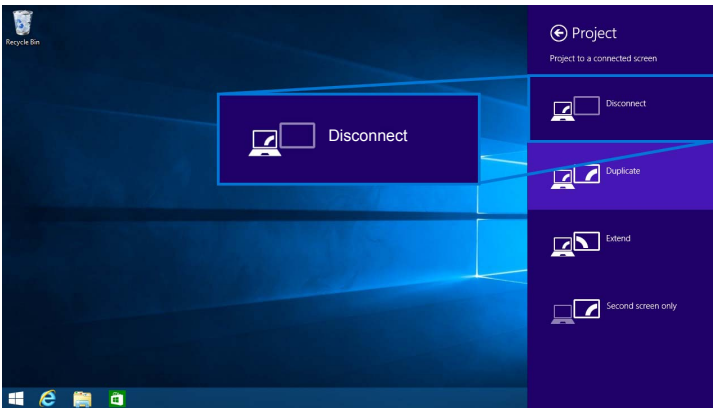 Recycle Bin
Project
Project to a connected screen
Disconnect
Disconnect
Duplicate
Extend
Second screen only